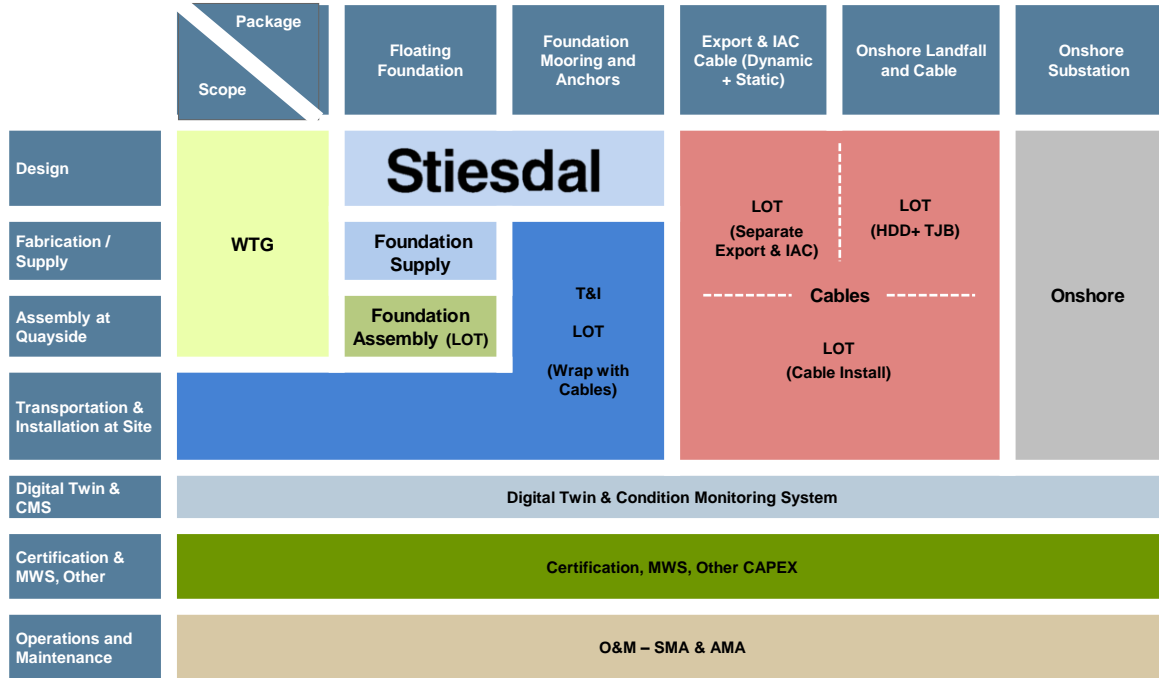 Package
Scope
Floating
Foundation
Foundation
Mooring and
Anchors
Export & IAC
Cable (Dynamic
+ Static)
Onshore Landfall
and Cable
Onshore
Substation
Design
Fabrication /
Supply
Assembly at
Quayside
Transportation &
Installation at Site
Digital Twin &
CMS
Certification &
MWS, Other
Operations and
Maintenance
WTG
Stiesdal
Foundation
Supply
Foundation
Assembly (LOT)
T&I
LOT
(Wrap with
Cables)
LOT
(Separate
Export & IAC)
LOT
(HDD+ TJB)
Cables
LOT
(Cable Install)
Onshore
Digital Twin & Condition Monitoring System
Certification, MWS, Other CAPEX
O&M – SMA & AMA